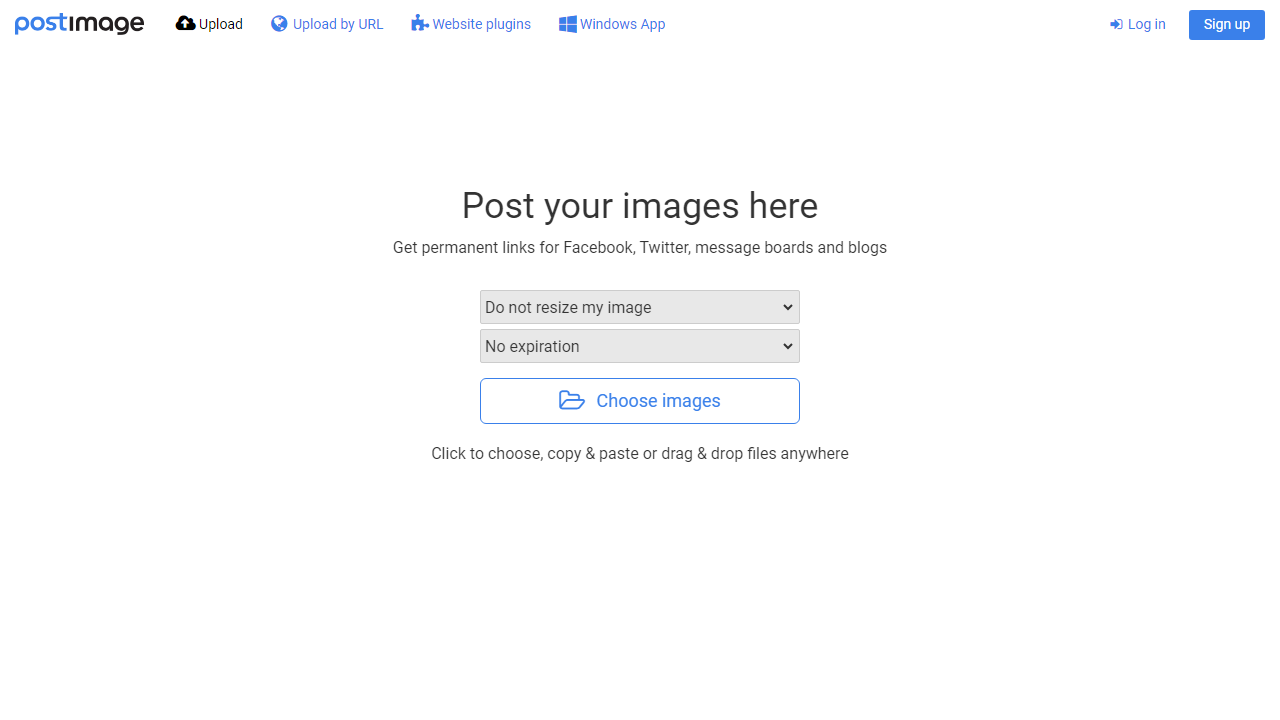 postimage
Upload
Upload by URL
Website plugins
Windows App
Log in
Sign up
Post your images here
Get permanent links for Facebook, Twitter, message boards and blogs
Do not resize my image
No expiration
Choose images
Click to choose, copy & paste or drag & drop files anywhere